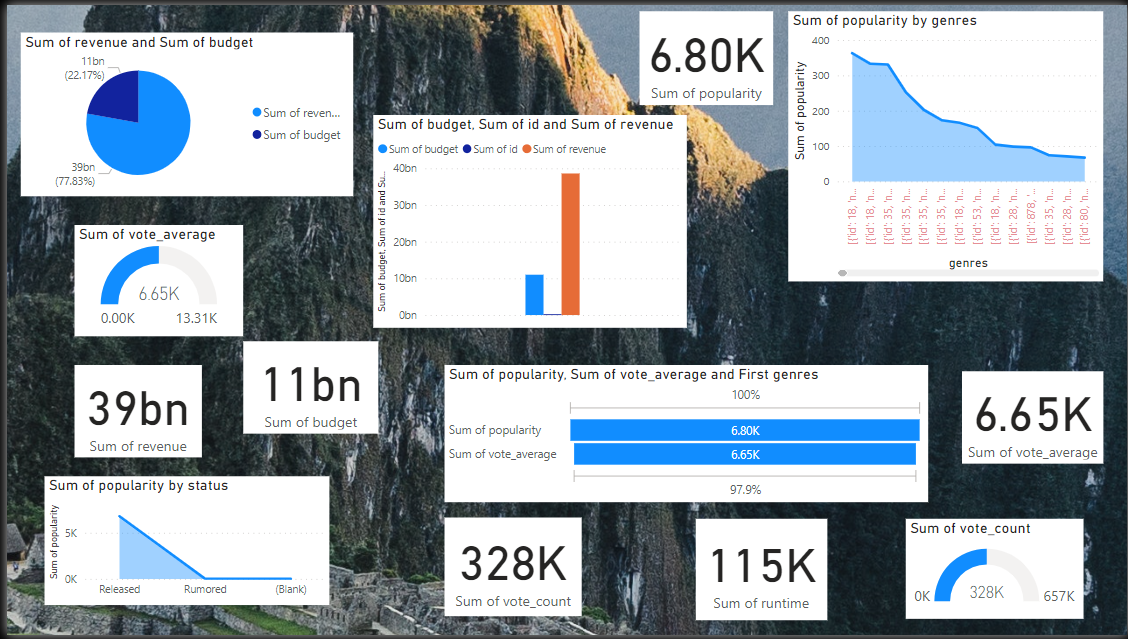 Sum of revenue and Sum of budget
11bn
(22.17%)
39bn
(77.83%)
Sum of reven...
Sum of budget
6.80K
Sum of popularity
Sum of popularity by genres
Sum of popularity
400
300
200
100
0
[{'id': 18, 'n...
[{'id': 18, 'n...
[{'id': 35, 'n...
[{'id': 35, 'n...
[{'id': 35, 'n...
[{'id': 35, 'n...
[{'id': 18, 'n...
[{'id': 53, 'n...
[{'id': 18, 'n...
[{'id': 28, 'n...
[{'id': 878, '...
[{'id': 35, 'n...
[{'id': 28, 'n...
[{'id': 80, 'n...
genres
Sum of budget, Sum of id and Sum of revenue
Sum of budget
Sum of id
Sum of revenue
Sum of budget, Sum of id and Su...
40bn
30bn
20bn
10bn
0bn
Sum of vote_average
6.65K
0.00K
13.31K
39bn
Sum of revenue
11bn
Sum of budget
Sum of popularity, Sum of vote_average and First genres
100%
Sum of popularity
6.80K
Sum of vote_average
6.65K
97.9%
6.65K
Sum of vote_average
Sum of popularity by status
Sum of popularity
5K
0K
Released
Rumored
(Blank)
328K
Sum of vote_count
115K
Sum of runtime
Sum of vote_count
328K
0K
657K